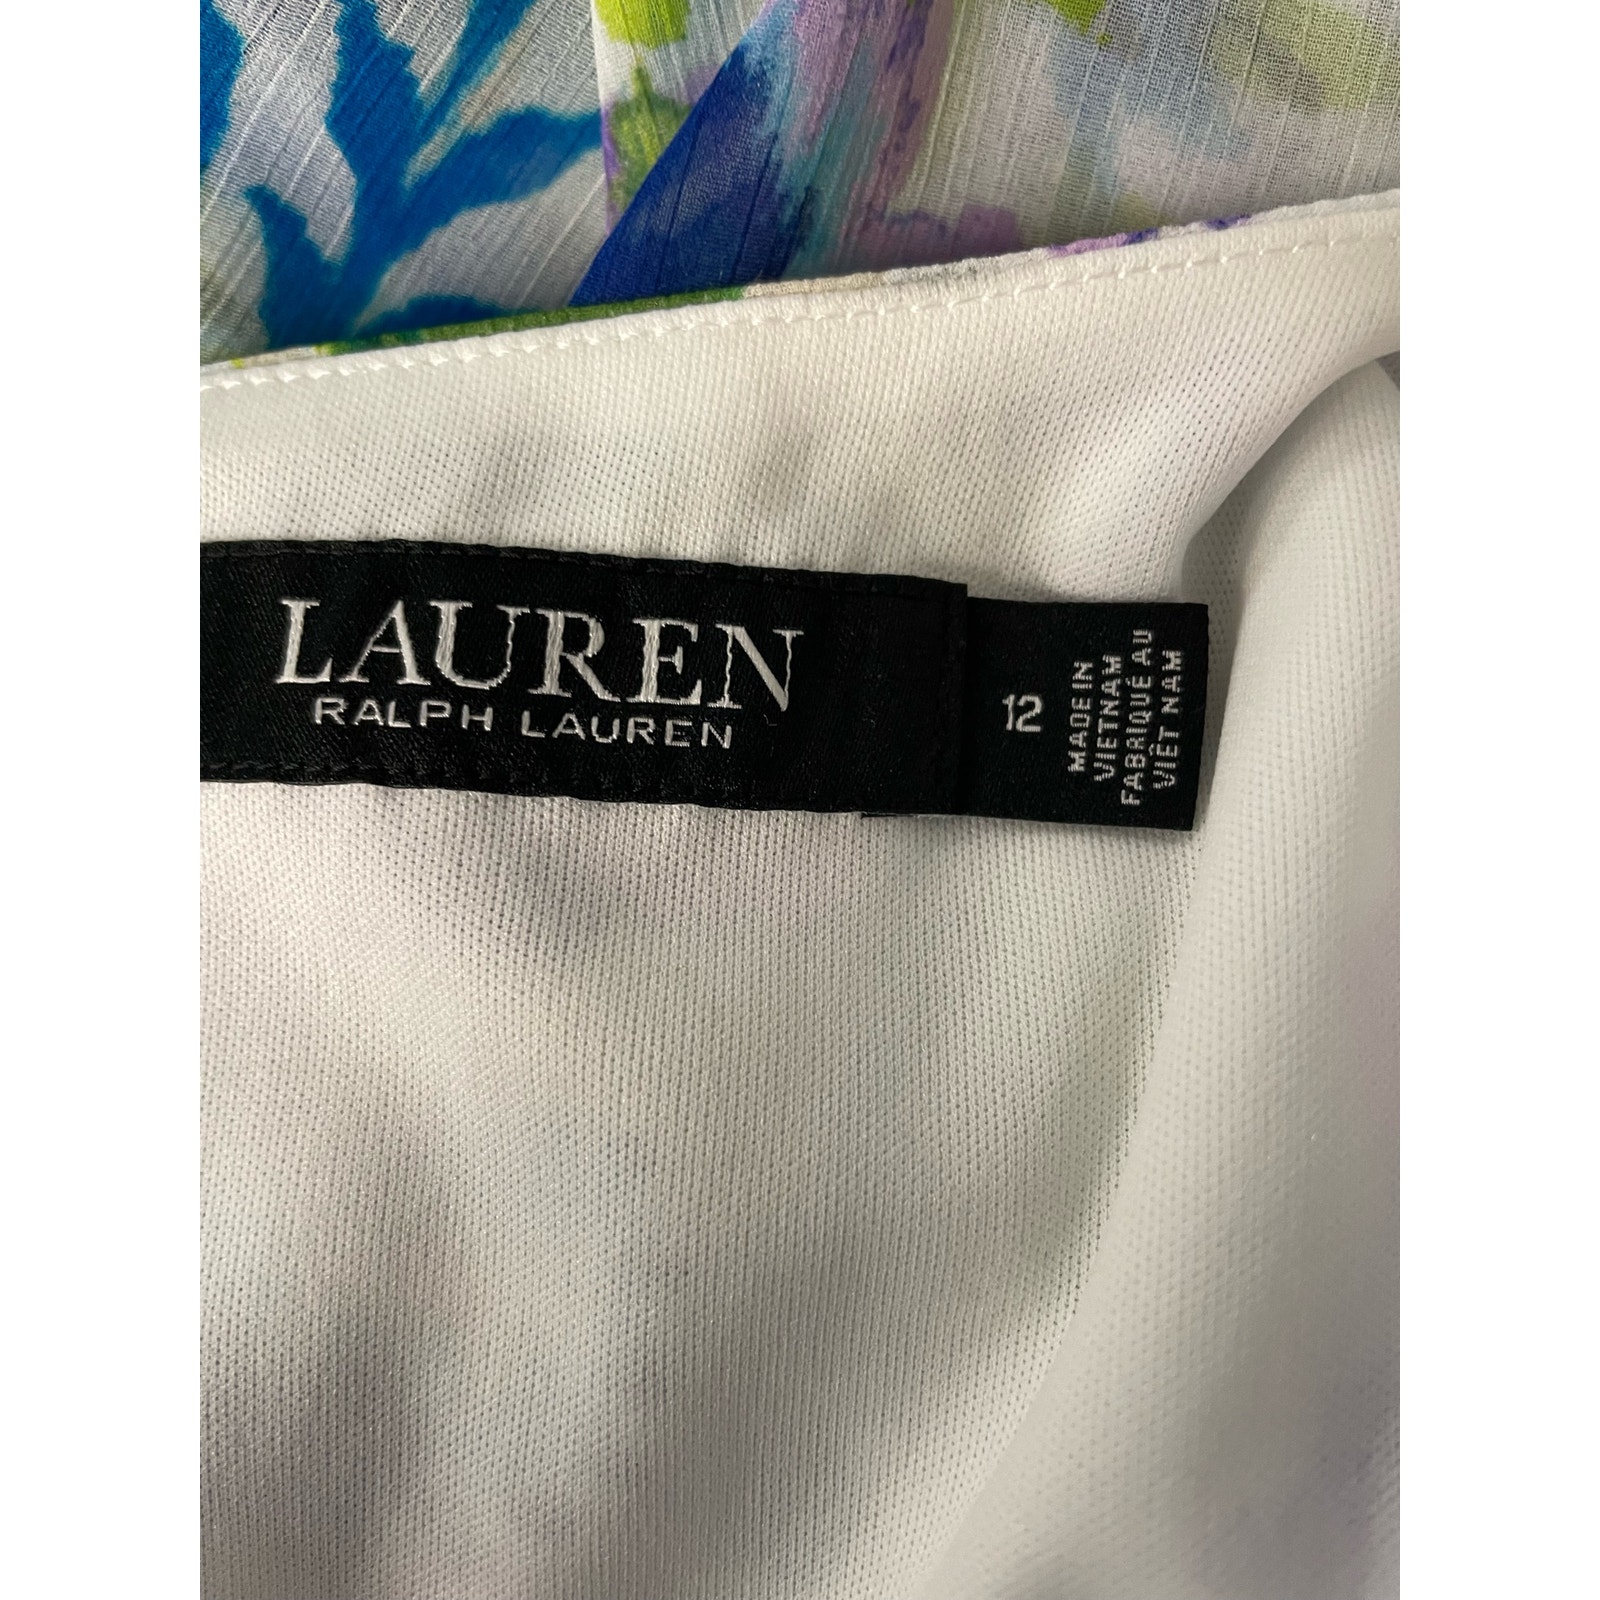 LAUREN
RALPH LAUREN
12
MADE IN
VIETNAM
FABRIQUÉ AU
VIÊT NAM